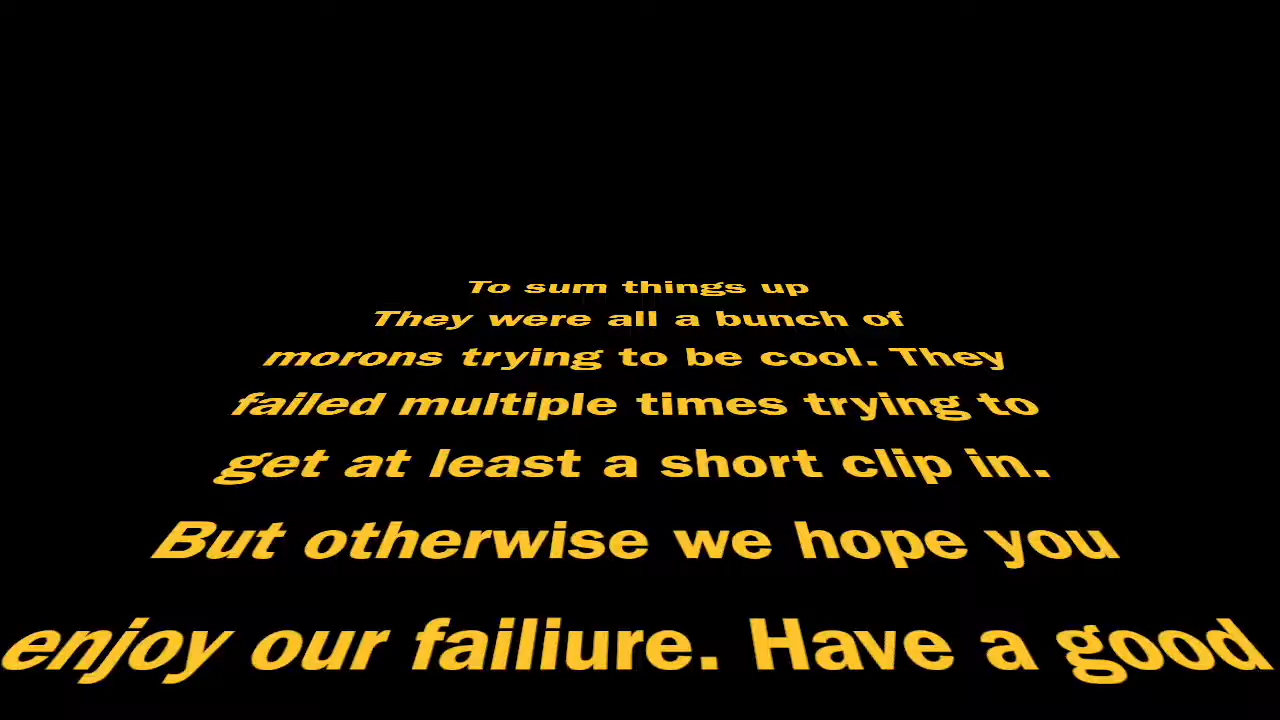 To sum things up
They were all a bunch of
morons trying to be cool. They
failed multiple times trying to
get at least a short clip in.
But otherwise we hope you
enjoy our failiure. Have a good